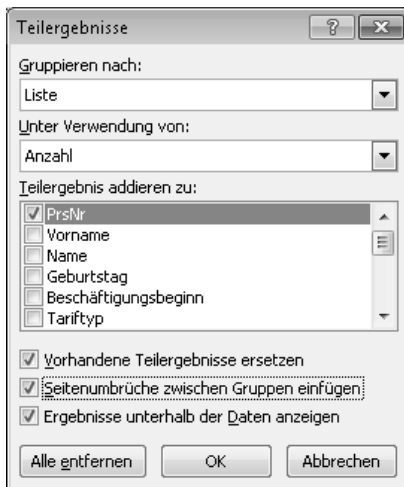 Teilergebnisse
Gruppieren nach:
Liste
Unter Verwendung von:
Anzahl
Teilergebnis addieren zu:
PrsNr
Vorname
Name
Geburtstag
Beschäftigungsbeginn
Tariftyp
Vorhandene Teilergebnisse ersetzen
Seitenumbrüche zwischen Gruppen einfügen
Ergebnisse unterhalb der Daten anzeigen
Alle entfernen OK Abbrechen